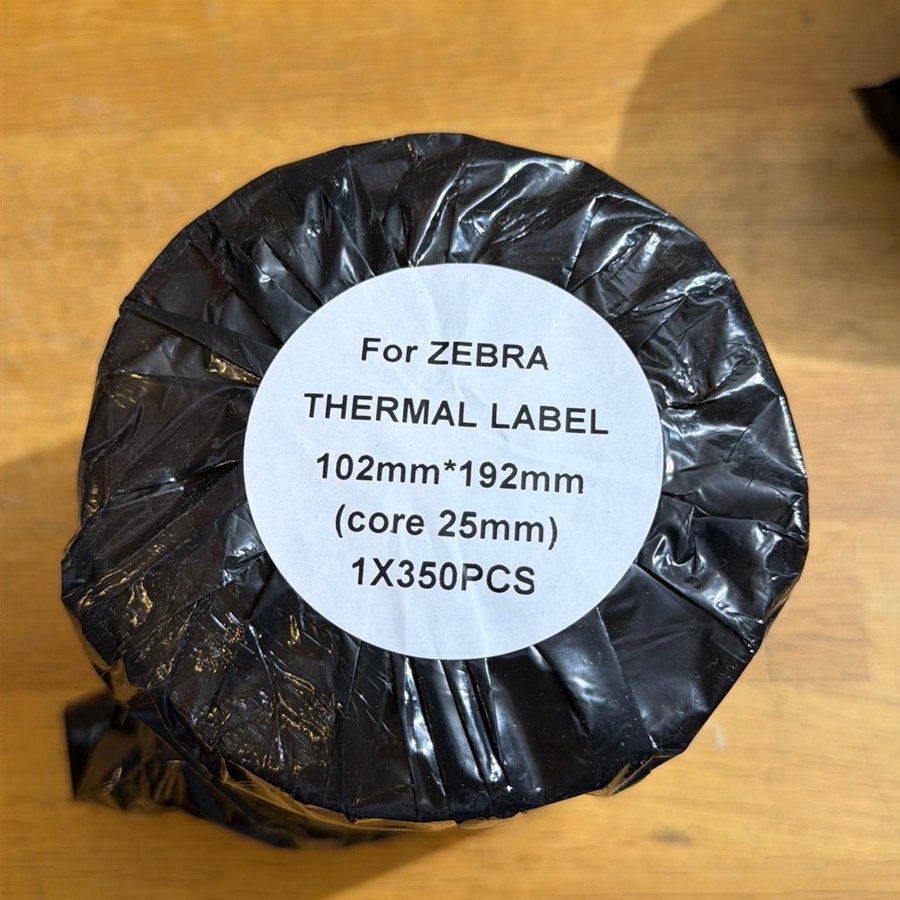 For ZEBRA
THERMAL LABEL
102mm*192mm
(core 25mm)
1X350PCS